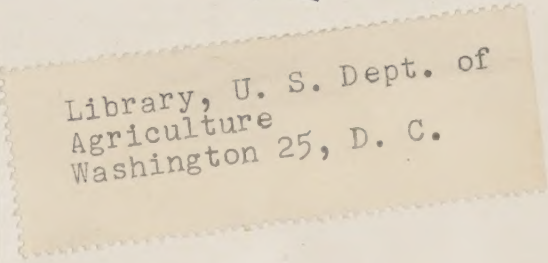 Library, U. S. Dept. of
Agriculture
Washington 25, D. C.